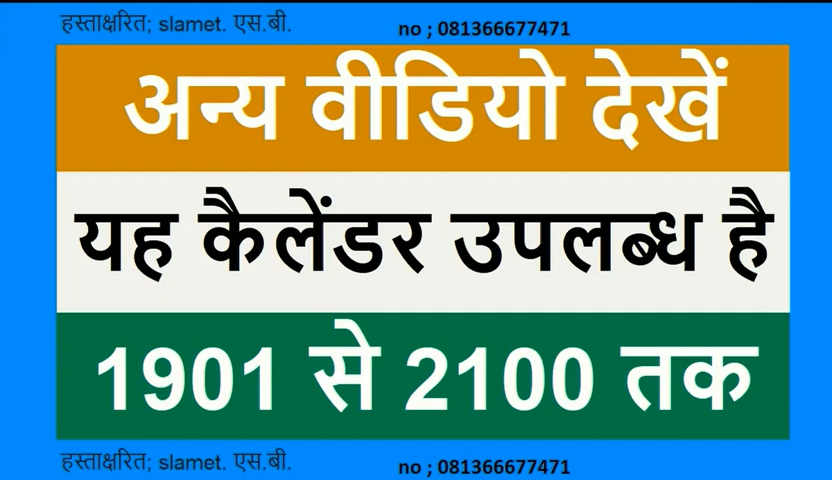 हस्ताक्षरित; slamet. एस.बी. no ; 081366677471
अन्य वीडियो देखें
यह कैलेंडर उपलब्ध है
1901 से 2100 तक
हस्ताक्षरित; slamet. एस.बी. no ; 081366677471